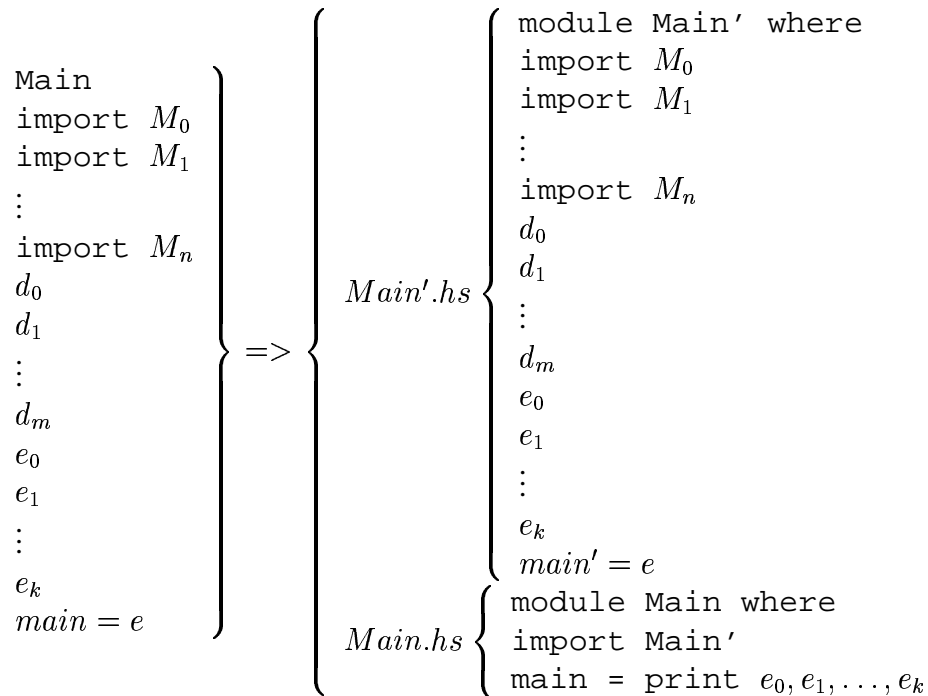 Main
import M₀
import M₁
⋮
import Mₙ
d₀
d₁
⋮
dₘ
e₀
e₁
⋮
eₖ
main = e
=>
Main′.hs
module Main′ where
import M₀
import M₁
⋮
import Mₙ
d₀
d₁
⋮
dₘ
e₀
e₁
⋮
eₖ
main′ = e
Main.hs
module Main where
import Main′
main = print e₀, e₁, . . . , eₖ